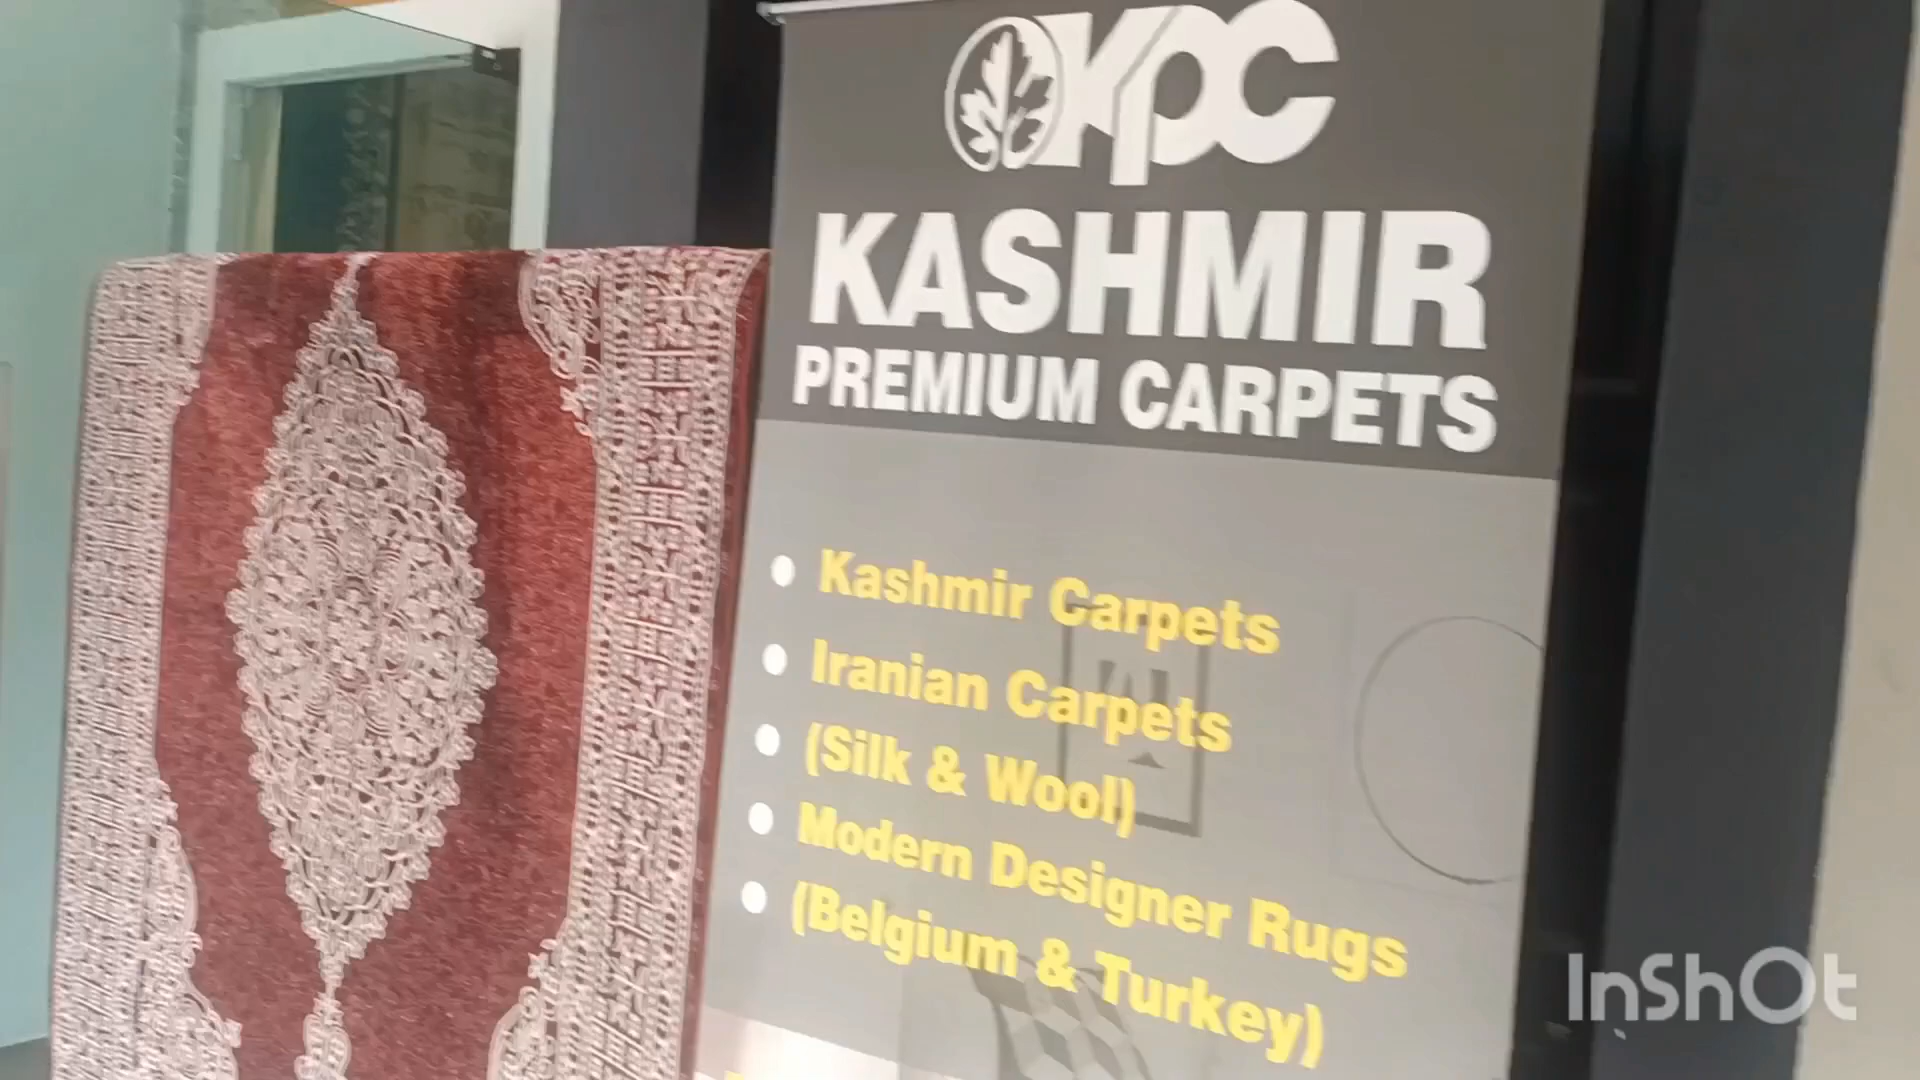 KPC
KASHMIR
PREMIUM CARPETS
Kashmir Carpets
Iranian Carpets
(Silk & Wool)
Modern Designer Rugs
(Belgium & Turkey)
InShOt